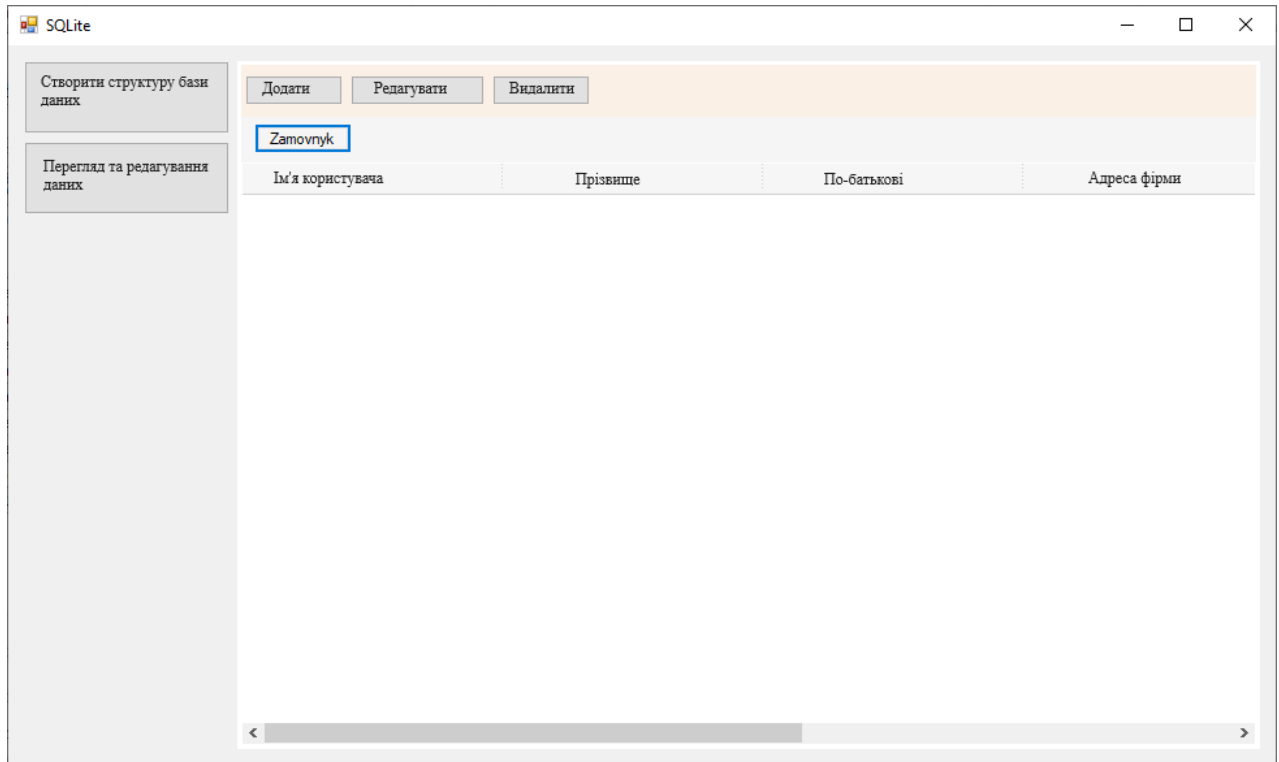 SQLite
Створити структуру бази
даних
Перегляд та редагування
даних
Додати Редагувати Видалити
Zamovnyk
Ім'я користувача Прізвище По-батькові Адреса фірми